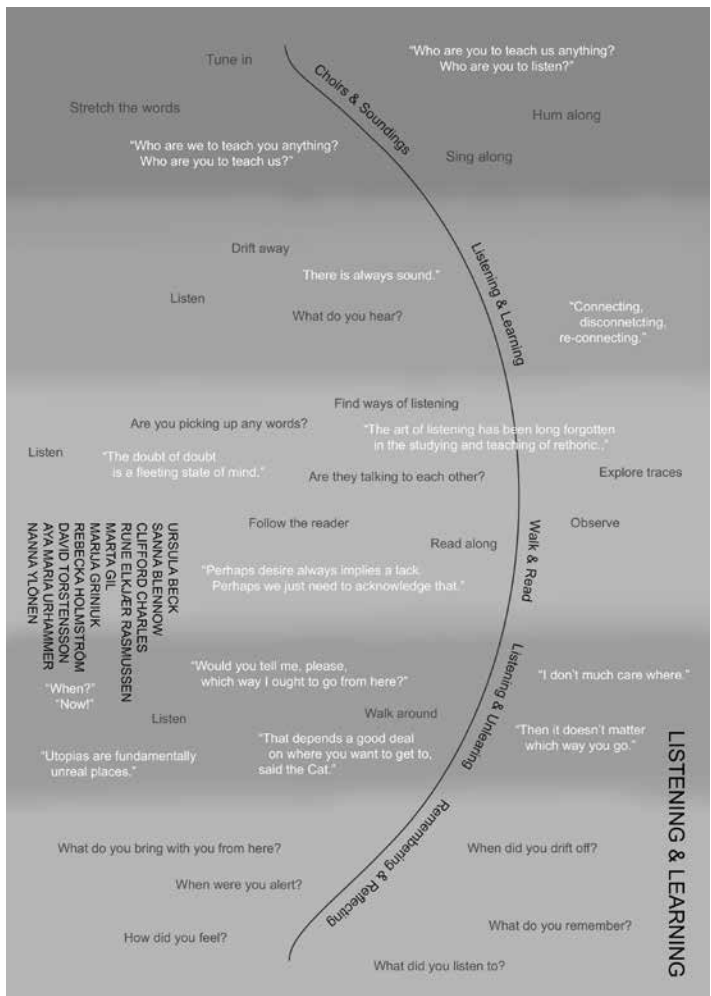 Tune in
"Who are you to teach us anything?
Who are you to listen?"
Choirs & Soundings
Stretch the words
Hum along
"Who are we to teach you anything?
Who are you to teach us?"
Sing along
Drift away
Listening & Learning
There is always sound."
Listen
What do you hear?
"Connecting,
disconnetcting,
re-connecting."
Find ways of listening
Are you picking up any words?
"The art of listening has been long forgotten
in the studying and teaching of rethoric.."
Listen
"The doubt of doubt
is a fleeting state of mind."
Are they talking to each other?
Explore traces
Follow the reader
Observe
Read along
Walk & Read
URSULA BECK
SANNA BLENNOW
CLIFFORD CHARLES
RUNE ELKJÆR RASMUSSEN
MARTA GIL
MARIJA GRINIUK
REBECKA HOLMSTRÖM
DAVID TORSTENSSON
AYA MARIA URHAMMER
NANNA YLÖNEN
"Perhaps desire always implies a lack.
Perhaps we just need to acknowledge that."
"Would you tell me, please,
which way I ought to go from here?"
Listening & Unlearing
"I don't much care where."
"When?"
"Now!"
Listen
Walk around
"That depends a good deal
on where you want to get to,
said the Cat."
"Then it doesn't matter
which way you go."
"Utopias are fundamentally
unreal places."
LISTENING & LEARNING
Remembering & Reflecting
What do you bring with you from here?
When did you drift off?
When were you alert?
What do you remember?
How did you feel?
What did you listen to?